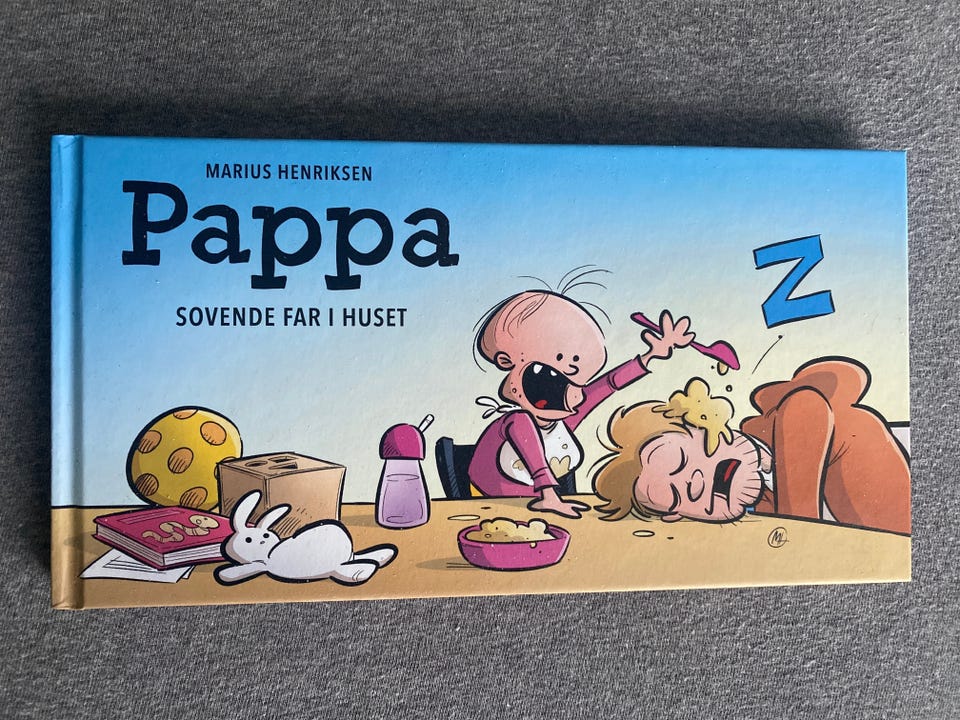 MARIUS HENRIKSEN
Pappa
SOVENDE FAR I HUSET
Z